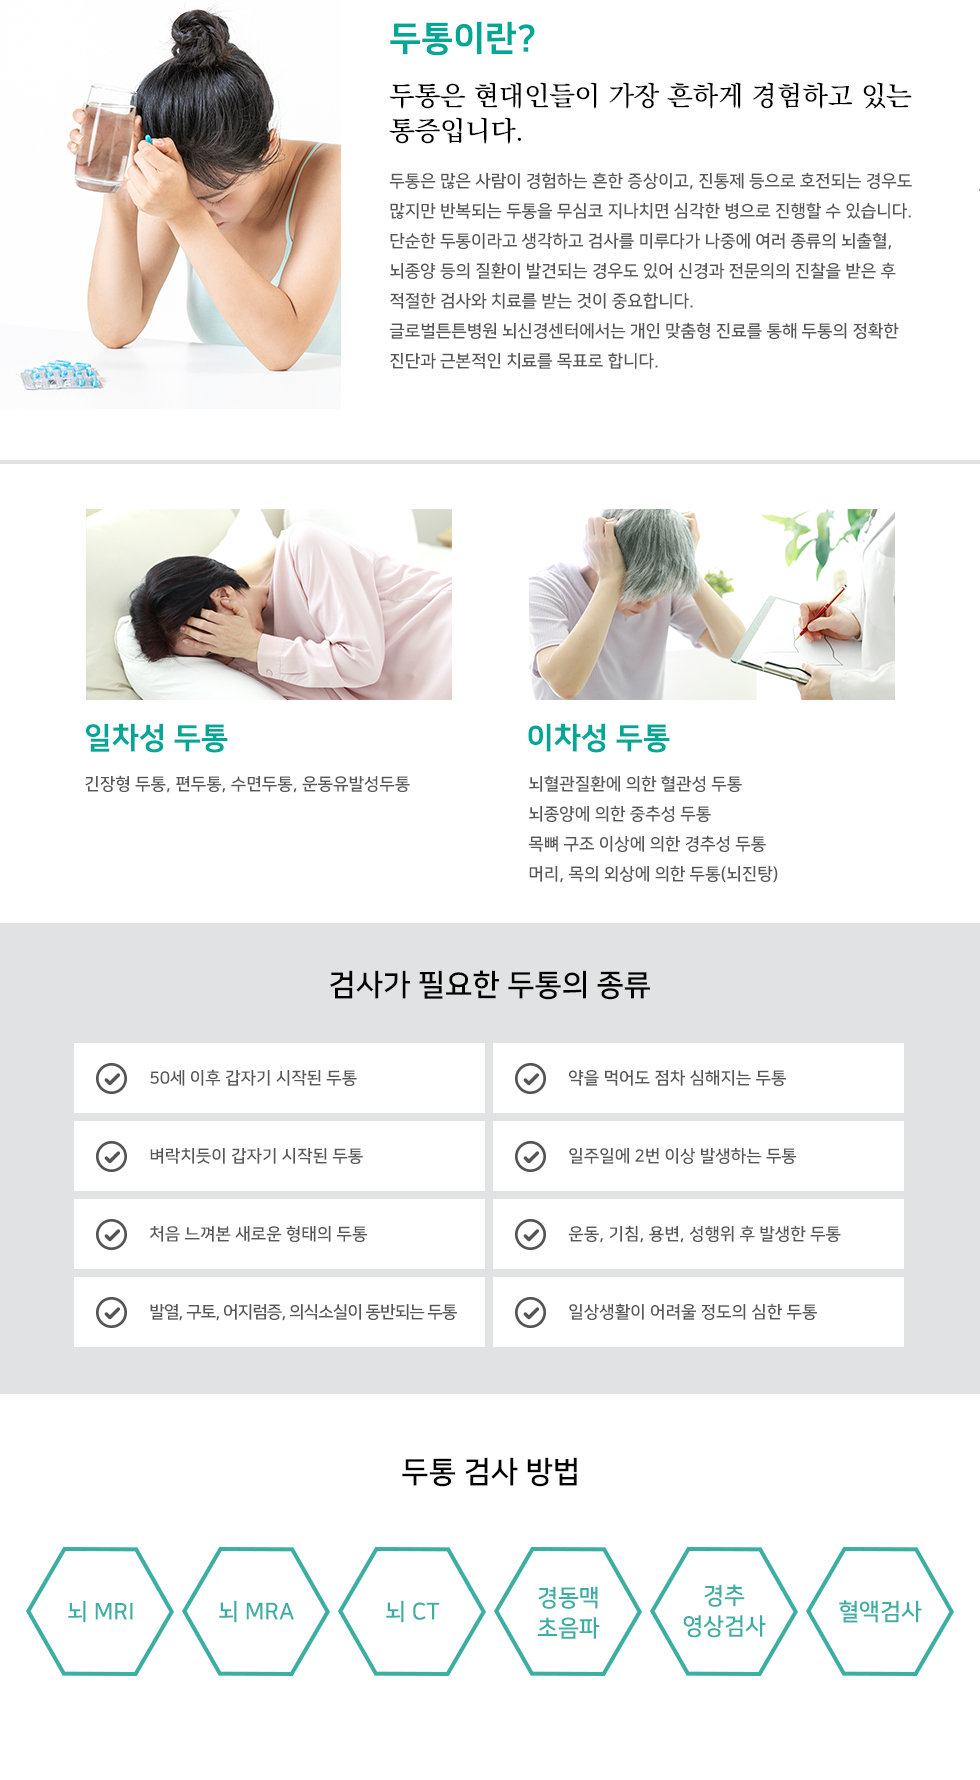 두통이란?
두통은 현대인들이 가장 흔하게 경험하고 있는
통증입니다.
두통은 많은 사람이 경험하는 흔한 증상이고, 진통제 등으로 호전되는 경우도
많지만 반복되는 두통을 무심코 지나치면 심각한 병으로 진행할 수 있습니다.
단순한 두통이라고 생각하고 검사를 미루다가 나중에 여러 종류의 뇌출혈,
뇌종양 등의 질환이 발견되는 경우도 있어 신경과 전문의의 진찰을 받은 후
적절한 검사와 치료를 받는 것이 중요합니다.
글로벌튼튼병원 뇌신경센터에서는 개인 맞춤형 진료를 통해 두통의 정확한
진단과 근본적인 치료를 목표로 합니다.
일차성 두통
긴장형 두통, 편두통, 수면두통, 운동유발성두통
이차성 두통
뇌혈관질환에 의한 혈관성 두통
뇌종양에 의한 중추성 두통
목뼈 구조 이상에 의한 경추성 두통
머리, 목의 외상에 의한 두통(뇌진탕)
검사가 필요한 두통의 종류
50세 이후 갑자기 시작된 두통
약을 먹어도 점차 심해지는 두통
벼락치듯이 갑자기 시작된 두통
일주일에 2번 이상 발생하는 두통
처음 느껴본 새로운 형태의 두통
운동, 기침, 용변, 성행위 후 발생한 두통
발열, 구토, 어지럼증, 의식소실이 동반되는 두통
일상생활이 어려울 정도의 심한 두통
두통 검사 방법
뇌 MRI
뇌 MRA
뇌 CT
경동맥
초음파
경추
영상검사
혈액검사